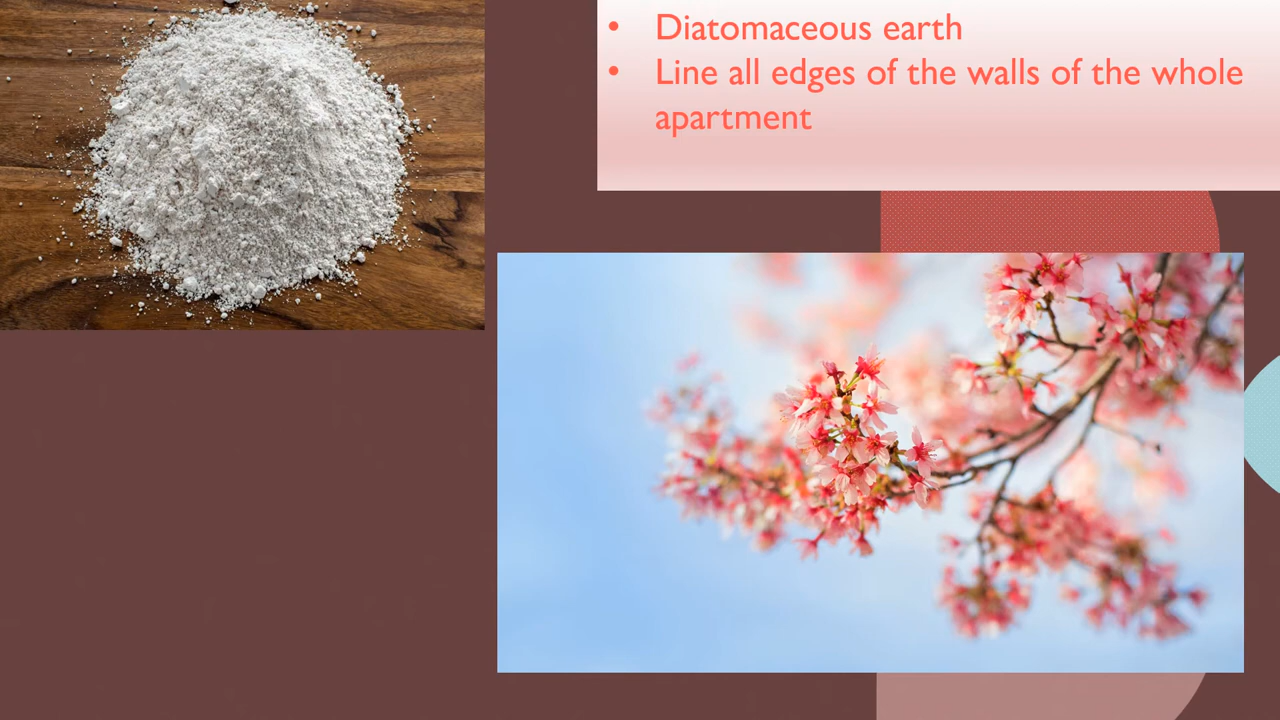 • Diatomaceous earth
• Line all edges of the walls of the whole
apartment